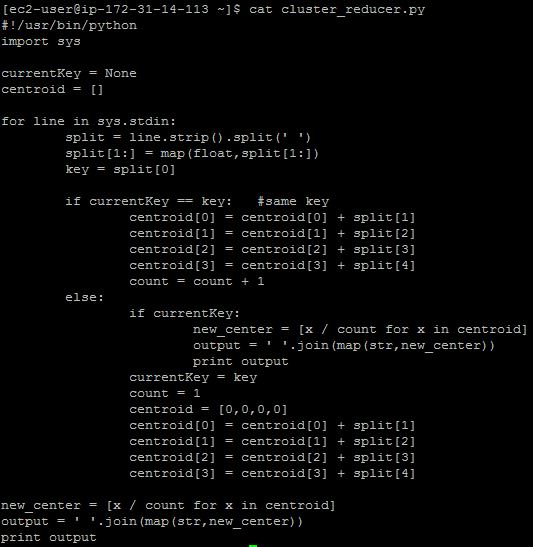 [ec2-user@ip-172-31-14-113 ~]$ cat cluster_reducer.py
#!/usr/bin/python
import sys

currentKey = None
centroid = []

for line in sys.stdin:
        split = line.strip().split(' ')
        split[1:] = map(float,split[1:])
        key = split[0]

        if currentKey == key:   #same key
                centroid[0] = centroid[0] + split[1]
                centroid[1] = centroid[1] + split[2]
                centroid[2] = centroid[2] + split[3]
                centroid[3] = centroid[3] + split[4]
                count = count + 1
        else:
                if currentKey:
                        new_center = [x / count for x in centroid]
                        output = ' '.join(map(str,new_center))
                        print output
                currentKey = key
                count = 1
                centroid = [0,0,0,0]
                centroid[0] = centroid[0] + split[1]
                centroid[1] = centroid[1] + split[2]
                centroid[2] = centroid[2] + split[3]
                centroid[3] = centroid[3] + split[4]

new_center = [x / count for x in centroid]
output = ' '.join(map(str,new_center))
print output